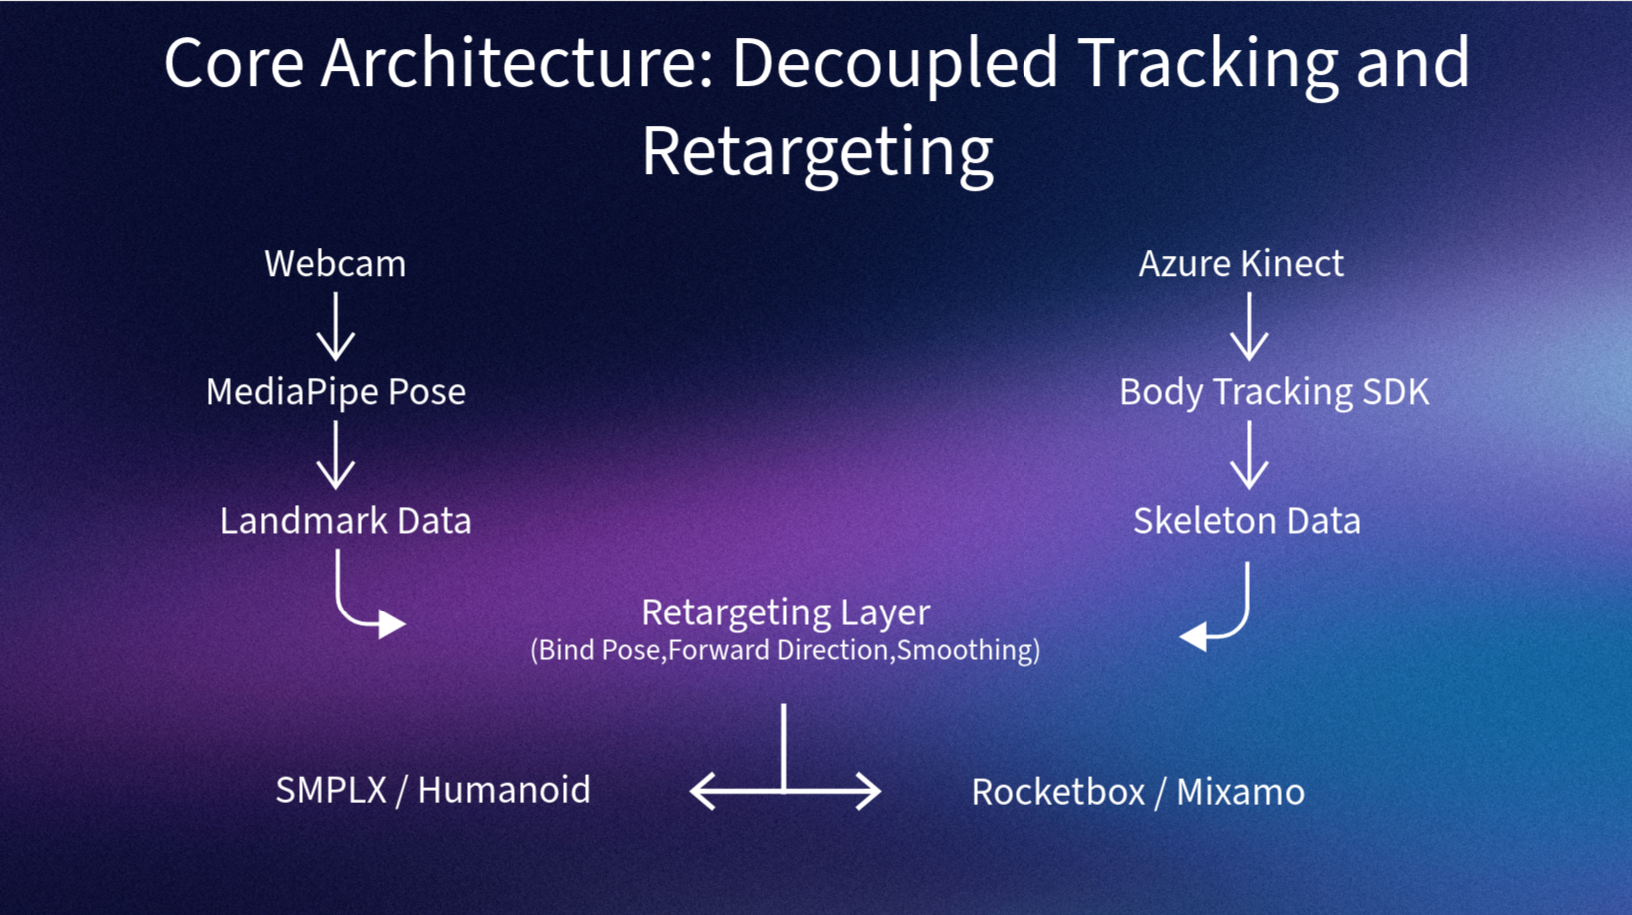 Core Architecture: Decoupled Tracking and
Retargeting
Webcam
Azure Kinect
MediaPipe Pose
Body Tracking SDK
Landmark Data
Skeleton Data
Retargeting Layer
(Bind Pose,Forward Direction,Smoothing)
SMPLX / Humanoid
Rocketbox / Mixamo